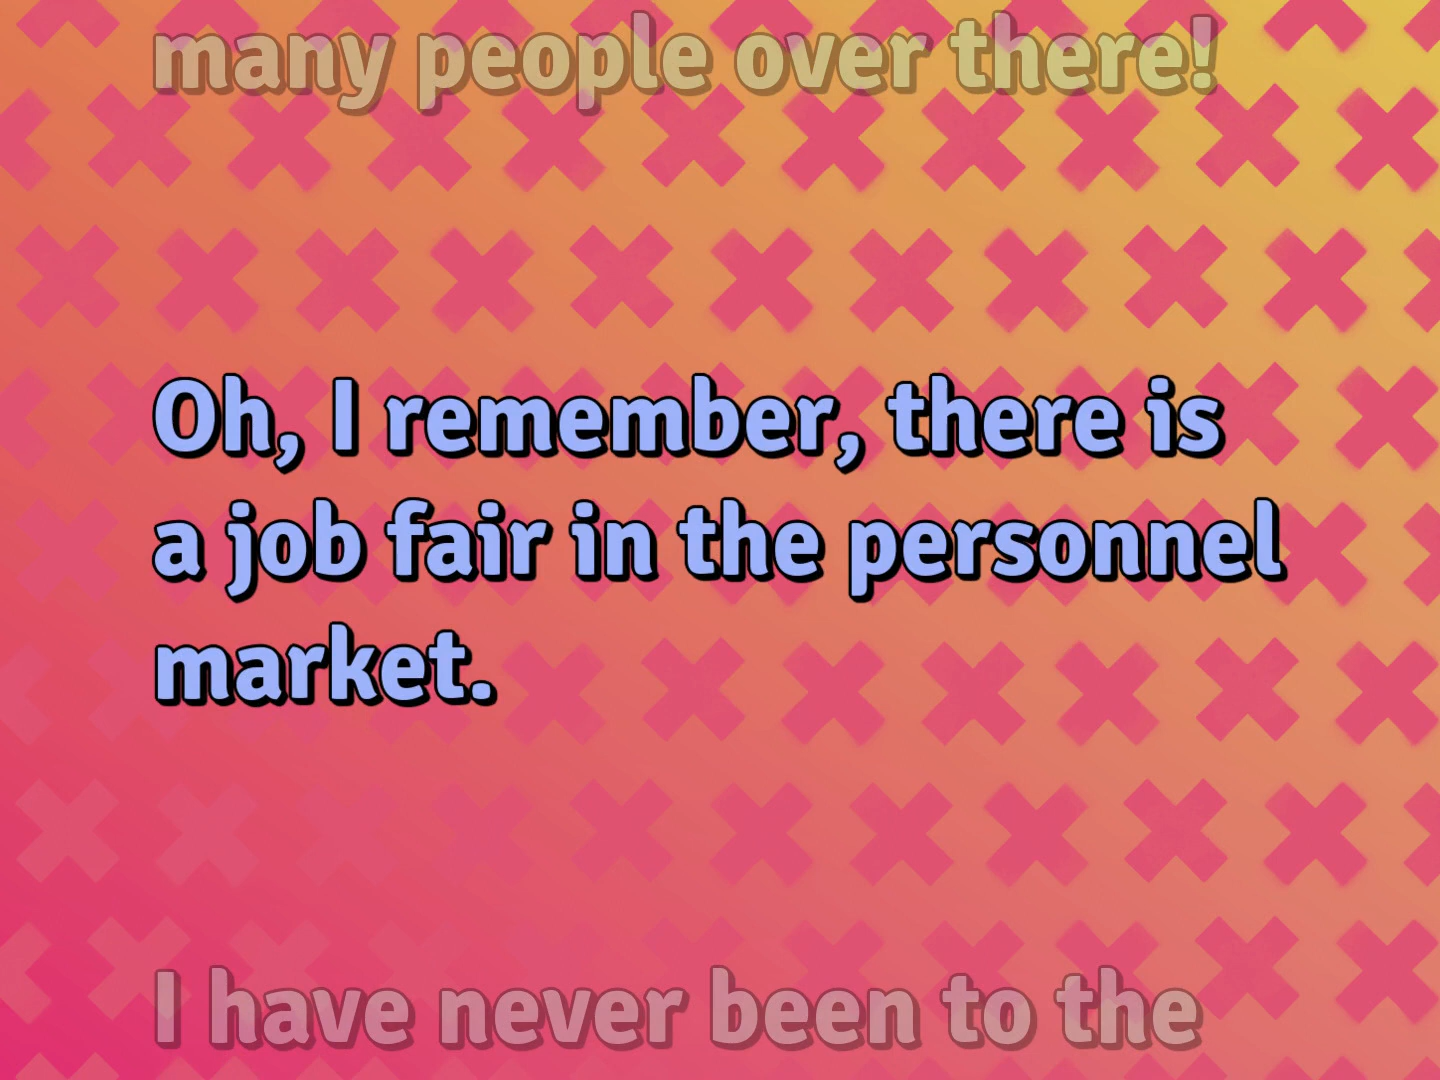 many people over there!
Oh, I remember, there is
a job fair in the personnel
market.
I have never been to the